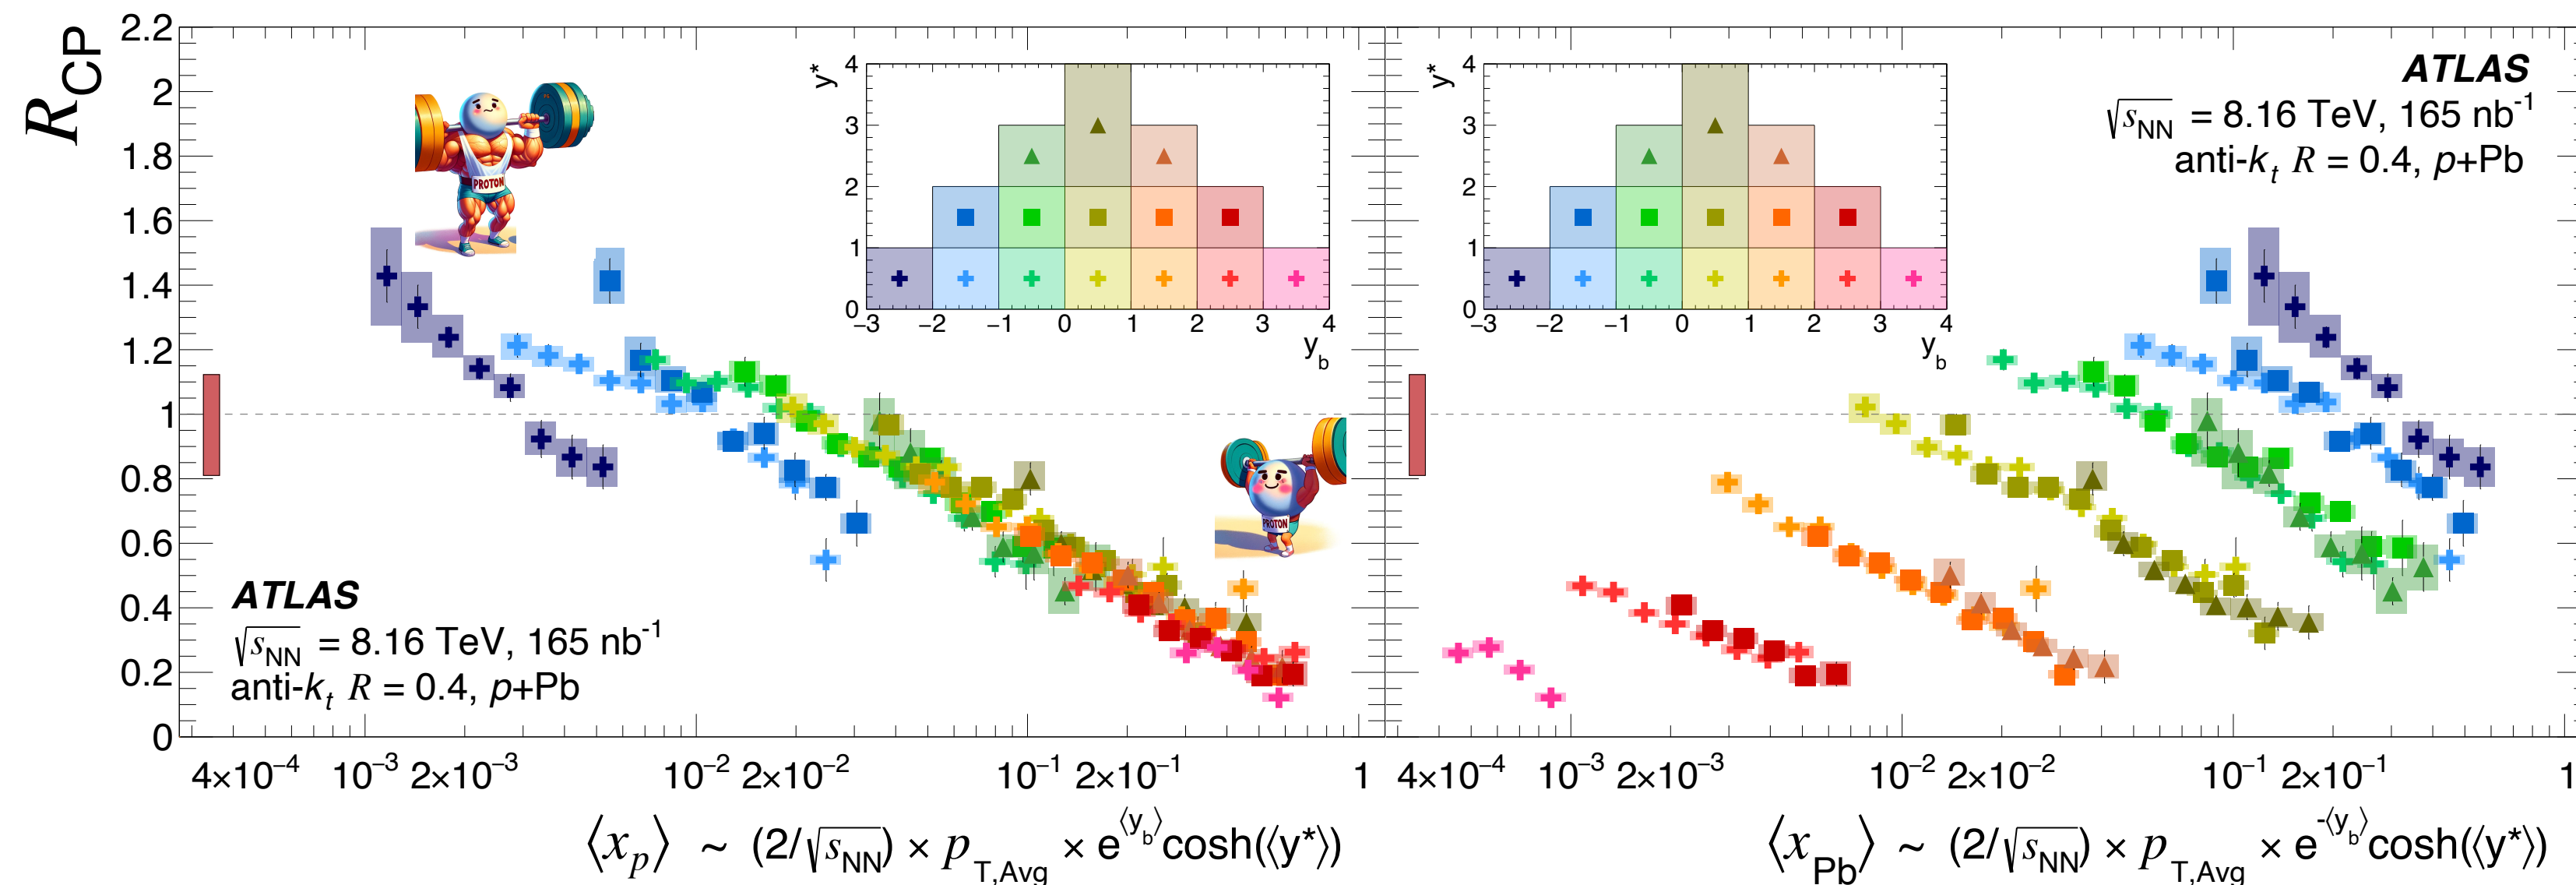 R_CP
2.2
2
1.8
1.6
1.4
1.2
1
0.8
0.6
0.4
0.2
0
PROTON
y*
4
3
2
1
0
−3 −2 −1 0 1 2 3 4
y_b
PROTON
ATLAS
√s_NN = 8.16 TeV, 165 nb⁻¹
anti-k_t R = 0.4, p+Pb
4×10⁻⁴ 10⁻³ 2×10⁻³ 10⁻² 2×10⁻² 10⁻¹ 2×10⁻¹ 1
⟨x_p⟩ ~ (2/√s_NN) × p_T,Avg × e^⟨y_b⟩ cosh(⟨y*⟩)
y*
4
3
2
1
0
−3 −2 −1 0 1 2 3 4
y_b
ATLAS
√s_NN = 8.16 TeV, 165 nb⁻¹
anti-k_t R = 0.4, p+Pb
4×10⁻⁴ 10⁻³ 2×10⁻³ 10⁻² 2×10⁻² 10⁻¹ 2×10⁻¹ 1
⟨x_Pb⟩ ~ (2/√s_NN) × p_T,Avg × e^-⟨y_b⟩ cosh(⟨y*⟩)